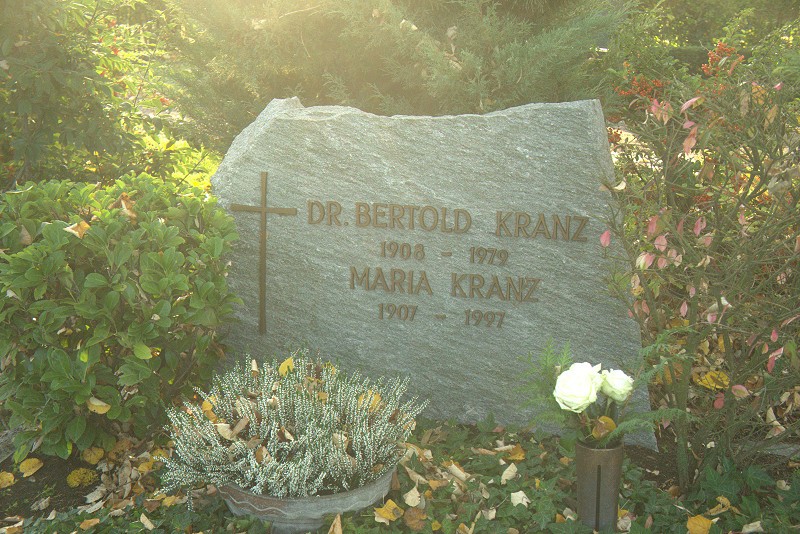 DR. BERTOLD KRANZ
1908 - 1979
MARIA KRANZ
1907 - 1997